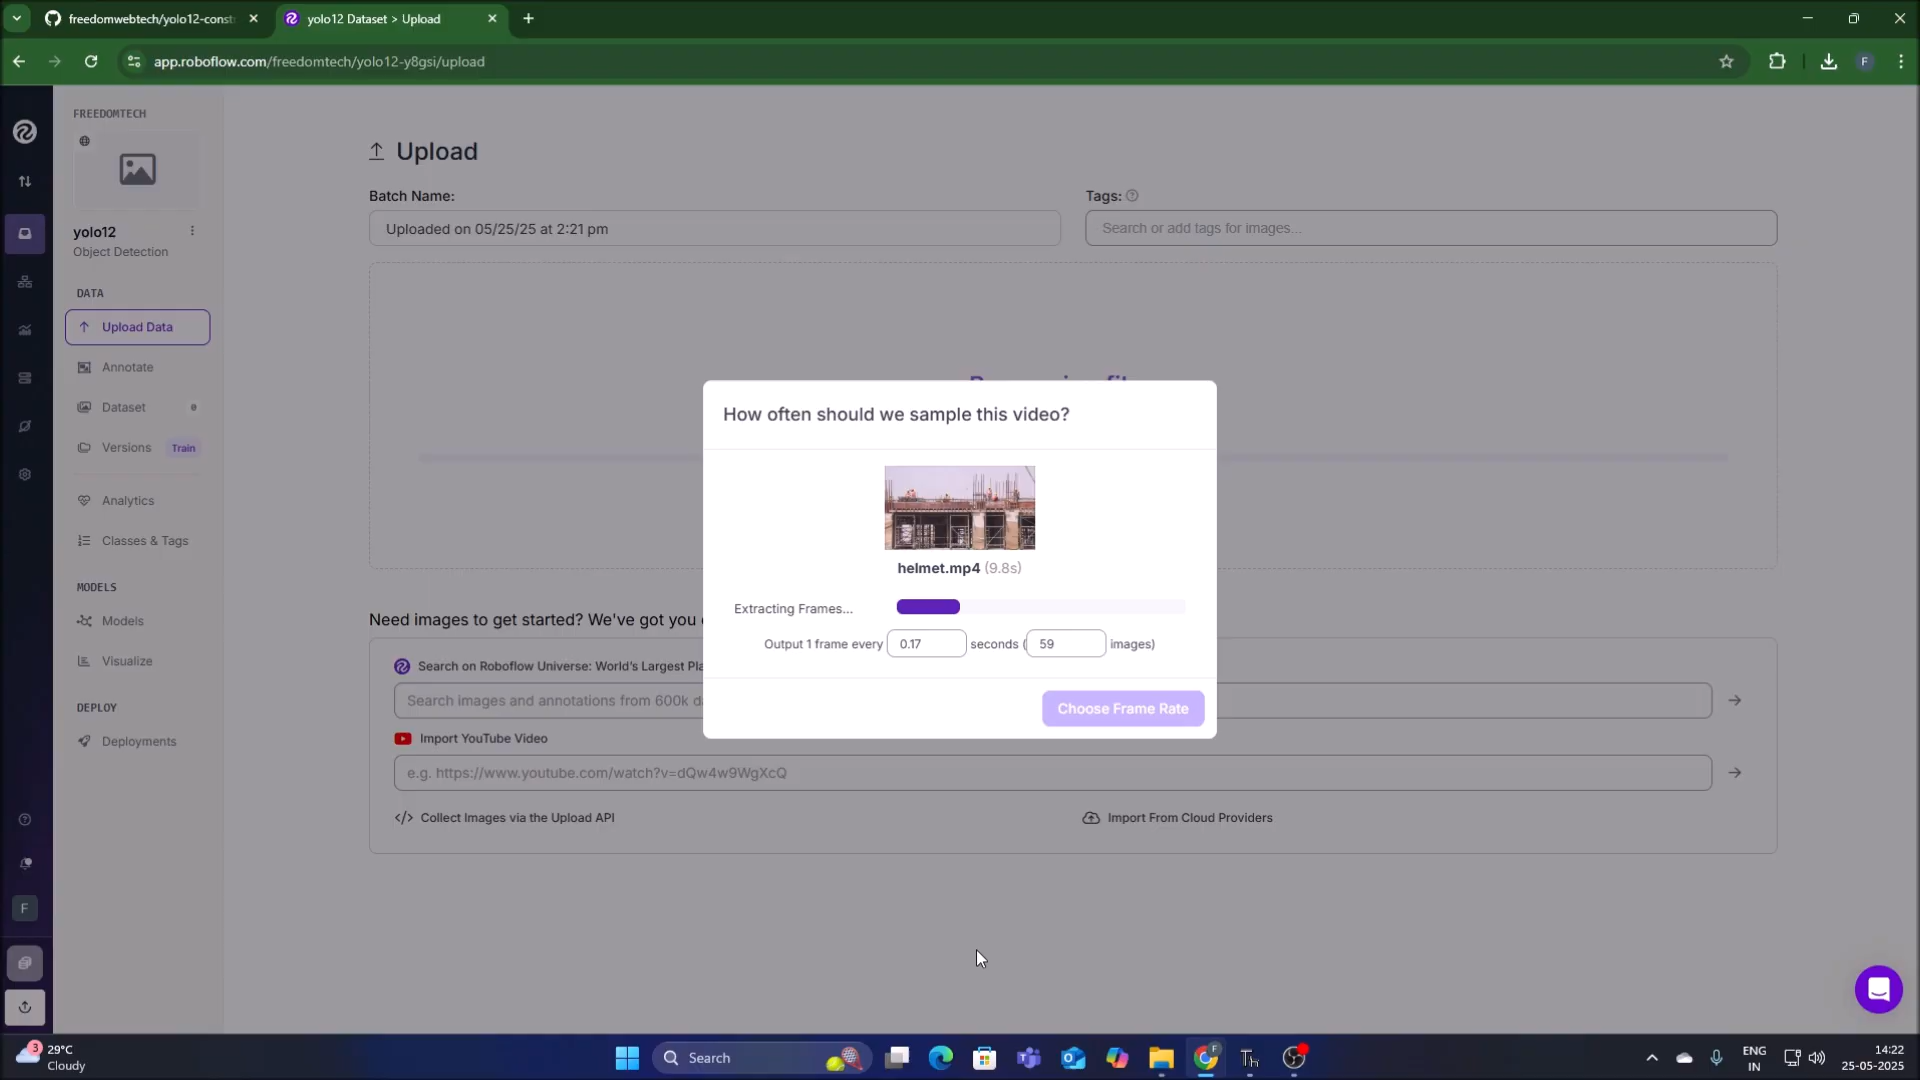 freedomwebtech/yolo12-const
yolo12 Dataset > Upload
app.roboflow.com/freedomtech/yolo12-y8gsi/upload
F
FREEDOMTECH
yolo12
Object Detection
DATA
Upload Data
Annotate
Dataset 0
Versions Train
Analytics
Classes & Tags
MODELS
Models
Visualize
DEPLOY
Deployments
F
Upload
Batch Name:
Uploaded on 05/25/25 at 2:21 pm
Tags:
Search or add tags for images...
How often should we sample this video?
helmet.mp4 (9.8s)
Extracting Frames...
Output 1 frame every 0.17 seconds ( 59 images)
Choose Frame Rate
Need images to get started? We've got you
Search on Roboflow Universe: World's Largest
Search images and annotations from 600k
Import YouTube Video
e.g. https://www.youtube.com/watch?v=dQw4w9WgXcQ
Collect Images via the Upload API
Import From Cloud Providers
3
29°C
Cloudy
Search
F
ENG
IN
14:22
25-05-2025